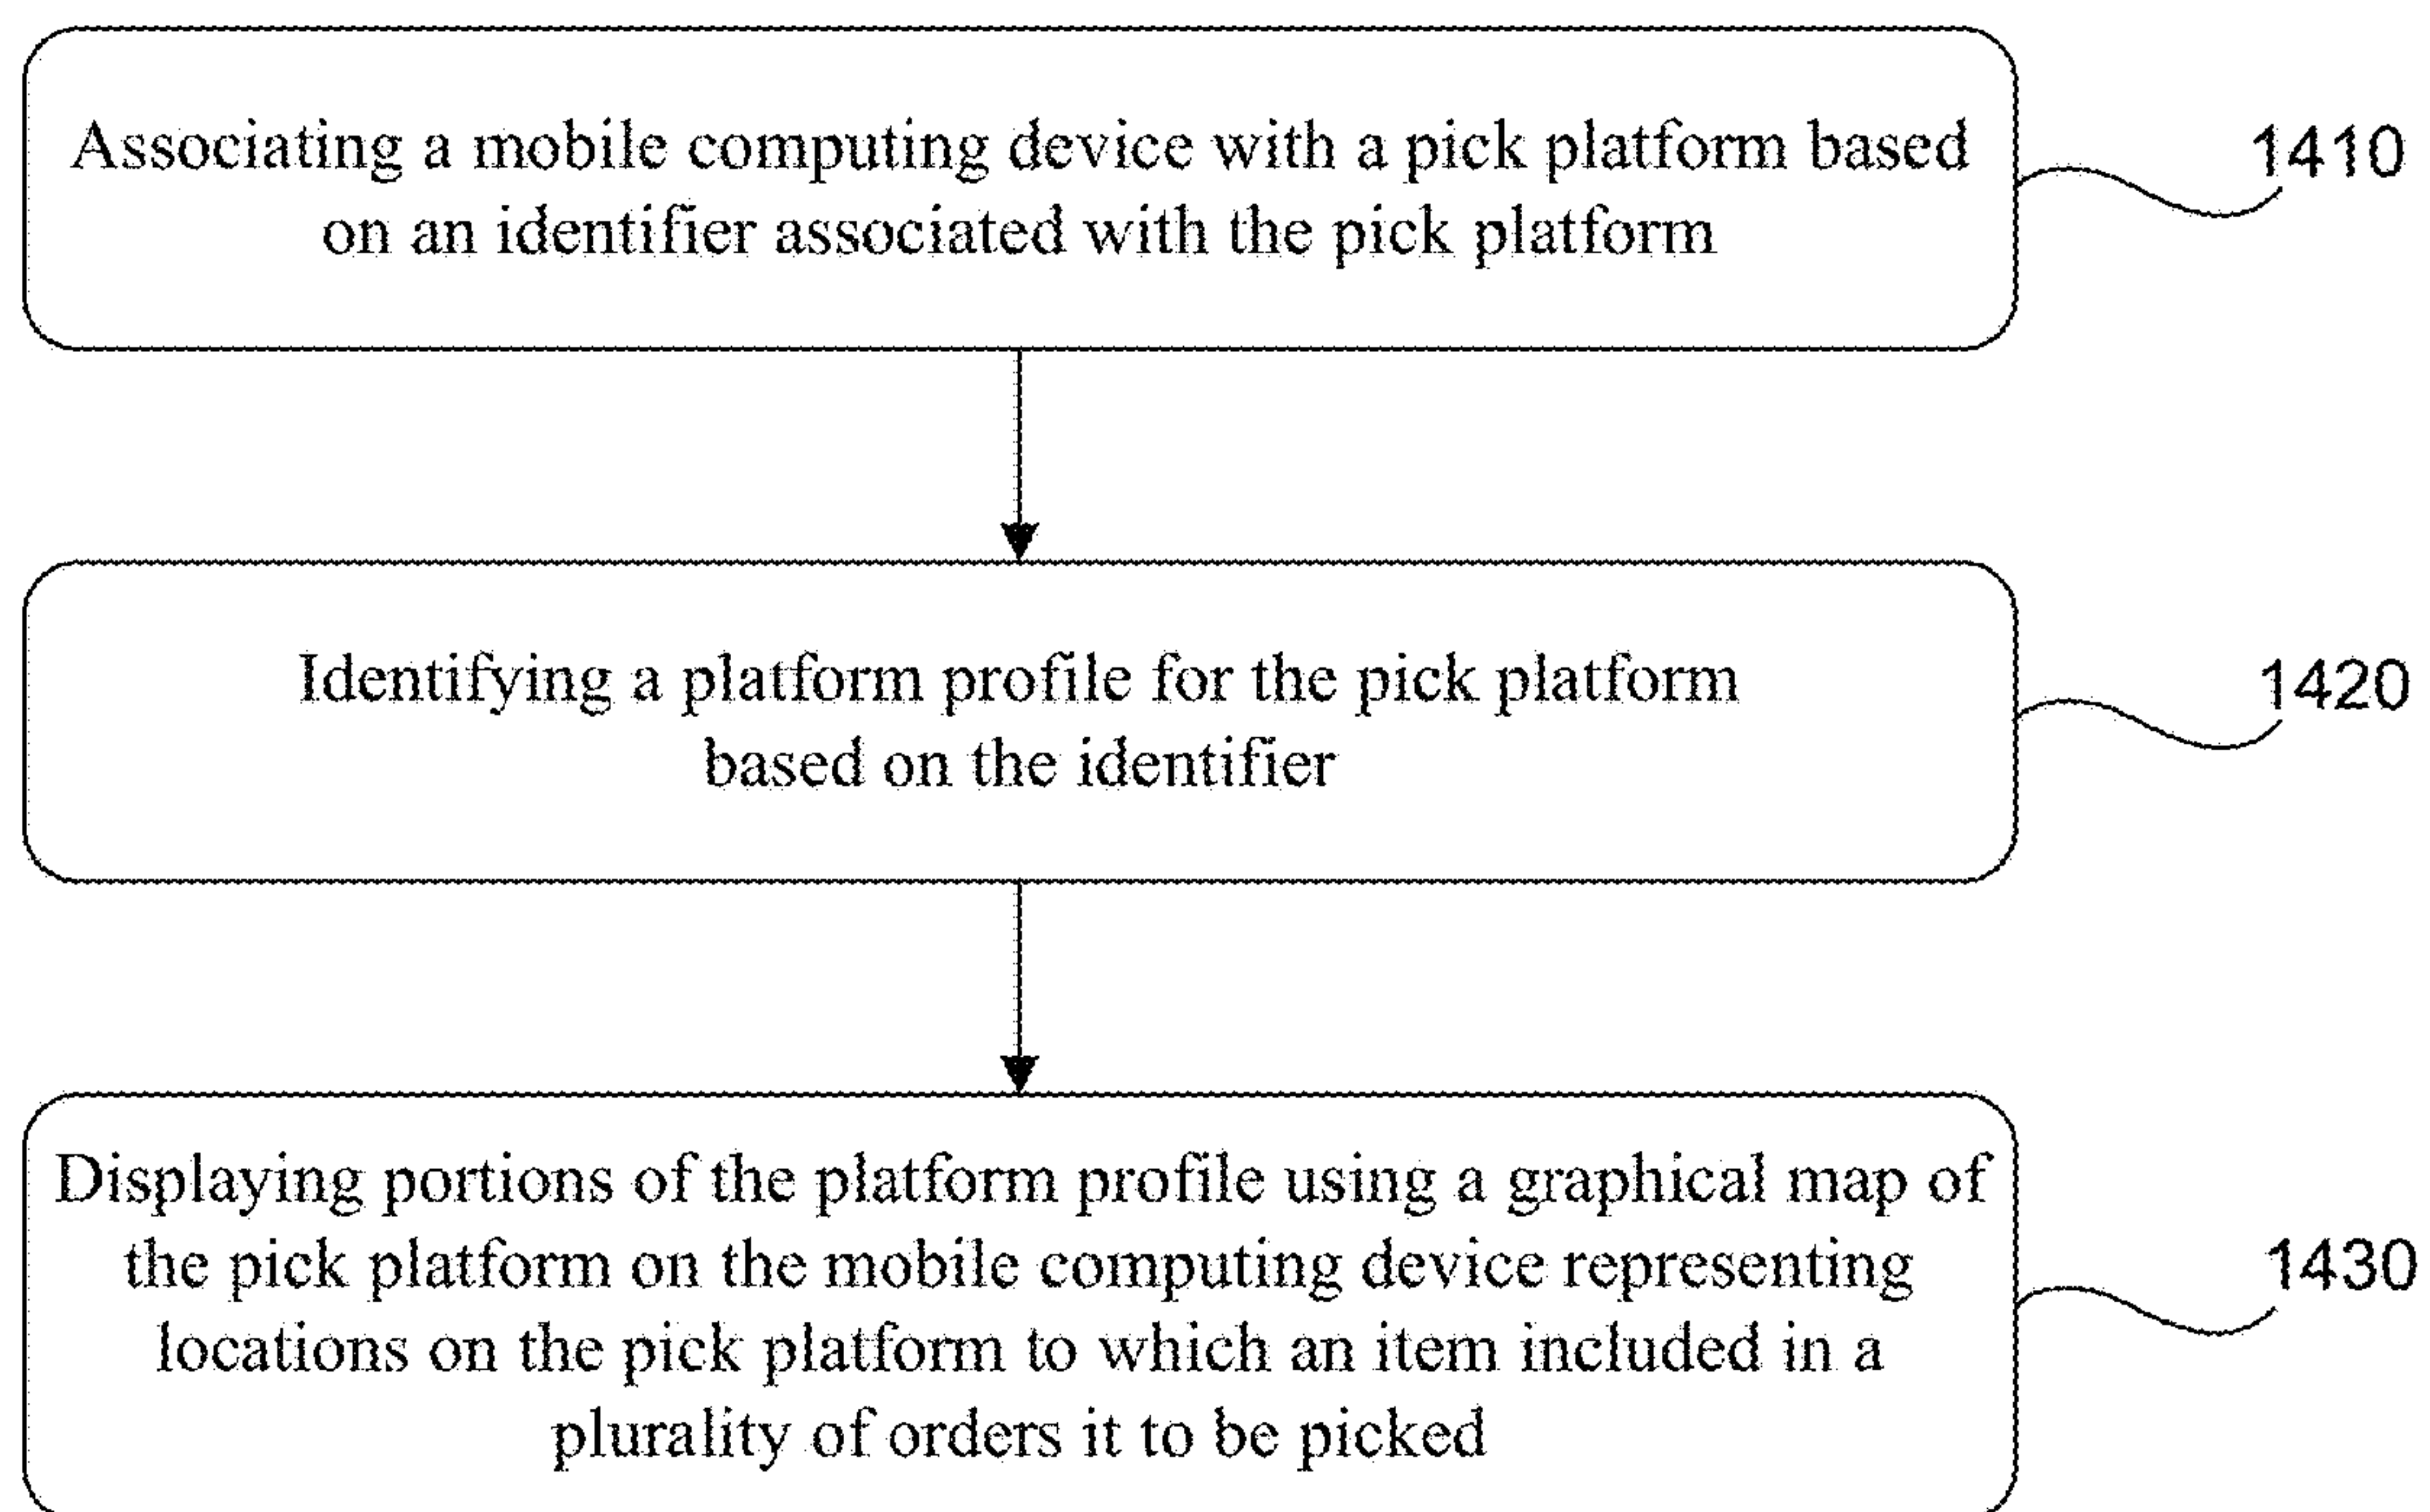 Associating a mobile computing device with a pick platform based
on an identifier associated with the pick platform
1410
Identifying a platform profile for the pick platform
based on the identifier
1420
Displaying portions of the platform profile using a graphical map of
the pick platform on the mobile computing device representing
locations on the pick platform to which an item included in a
plurality of orders it to be picked
1430